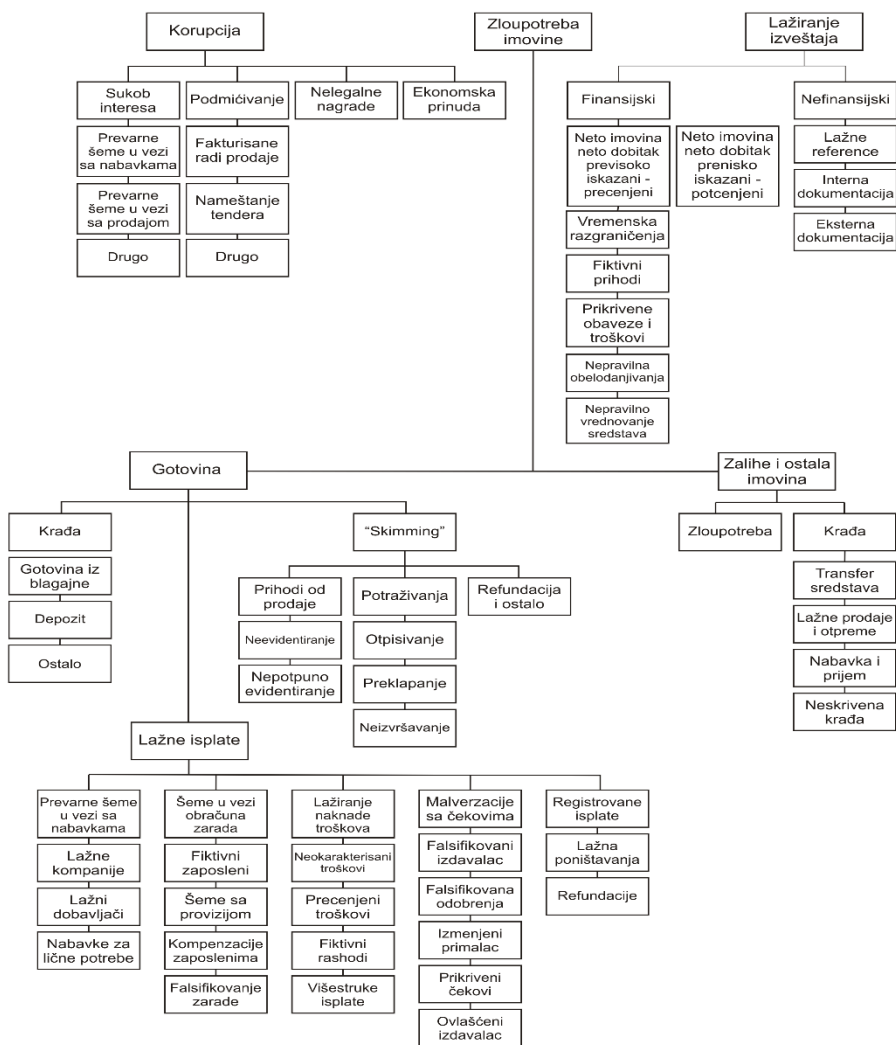 Korupcija
Zloupotreba
imovine
Lažiranje
izveštaja
Sukob
interesa
Prevarne
šeme u vezi
sa nabavkama
Prevarne
šeme u vezi
sa prodajom
Drugo
Podmićivanje
Fakturisane
radi prodaje
Nameštanje
tendera
Drugo
Nelegalne
nagrade
Ekonomska
prinuda
Finansijski
Neto imovina
neto dobitak
previsoko
iskazani -
precenjeni
Neto imovina
neto dobitak
prenisko
iskazani -
potcenjeni
Vremenska
razgraničenja
Fiktivni
prihodi
Prikrivene
obaveze i
troškovi
Nepravilna
obelodanjivanja
Nepravilno
vrednovanje
sredstava
Nefinansijski
Lažne
reference
Interna
dokumentacija
Eksterna
dokumentacija
Gotovina
Zalihe i ostala
imovina
Krađa
Gotovina iz
blagajne
Depozit
Ostalo
“Skimming”
Prihodi od
prodaje
Neevidentiranje
Nepotpuno
evidentiranje
Potraživanja
Otpisivanje
Preklapanje
Neizvršavanje
Refundacija
i ostalo
Zloupotreba
Krađa
Transfer
sredstava
Lažne prodaje
i otpreme
Nabavka i
prijem
Neskrivena
krađa
Lažne isplate
Prevarne šeme
u vezi sa
nabavkama
Lažne
kompanije
Lažni
dobavljači
Nabavke za
lične potrebe
Šeme u vezi
obračuna
zarada
Fiktivni
zaposleni
Šeme sa
provizijom
Kompenzacije
zaposlenima
Falsifikovanje
zarade
Lažiranje
naknade
troškova
Neokarakterisani
troškovi
Precenjeni
troškovi
Fiktivni
rashodi
Višestruke
isplate
Malverzacije
sa čekovima
Falsifikovani
izdavalac
Falsifikovana
odobrenja
Izmenjeni
primalac
Prikriveni
čekovi
Ovlašćeni
izdavalac
Registrovane
isplate
Lažna
poništavanja
Refundacije